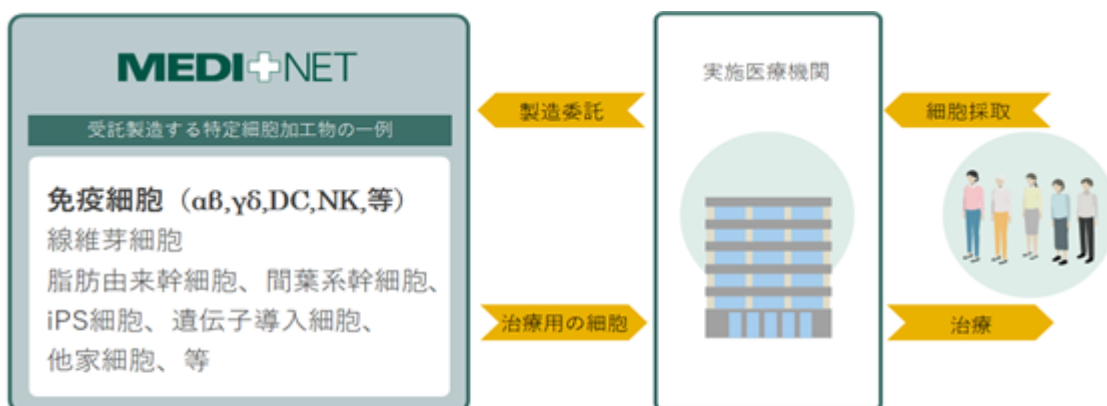 MEDI NET
受託製造する特定細胞加工物の一例
免疫細胞（αβ,γδ,DC,NK,等）
線維芽細胞
脂肪由来幹細胞、間葉系幹細胞、
iPS細胞、遺伝子導入細胞、
他家細胞、等
製造委託
治療用の細胞
実施医療機関
細胞採取
治療